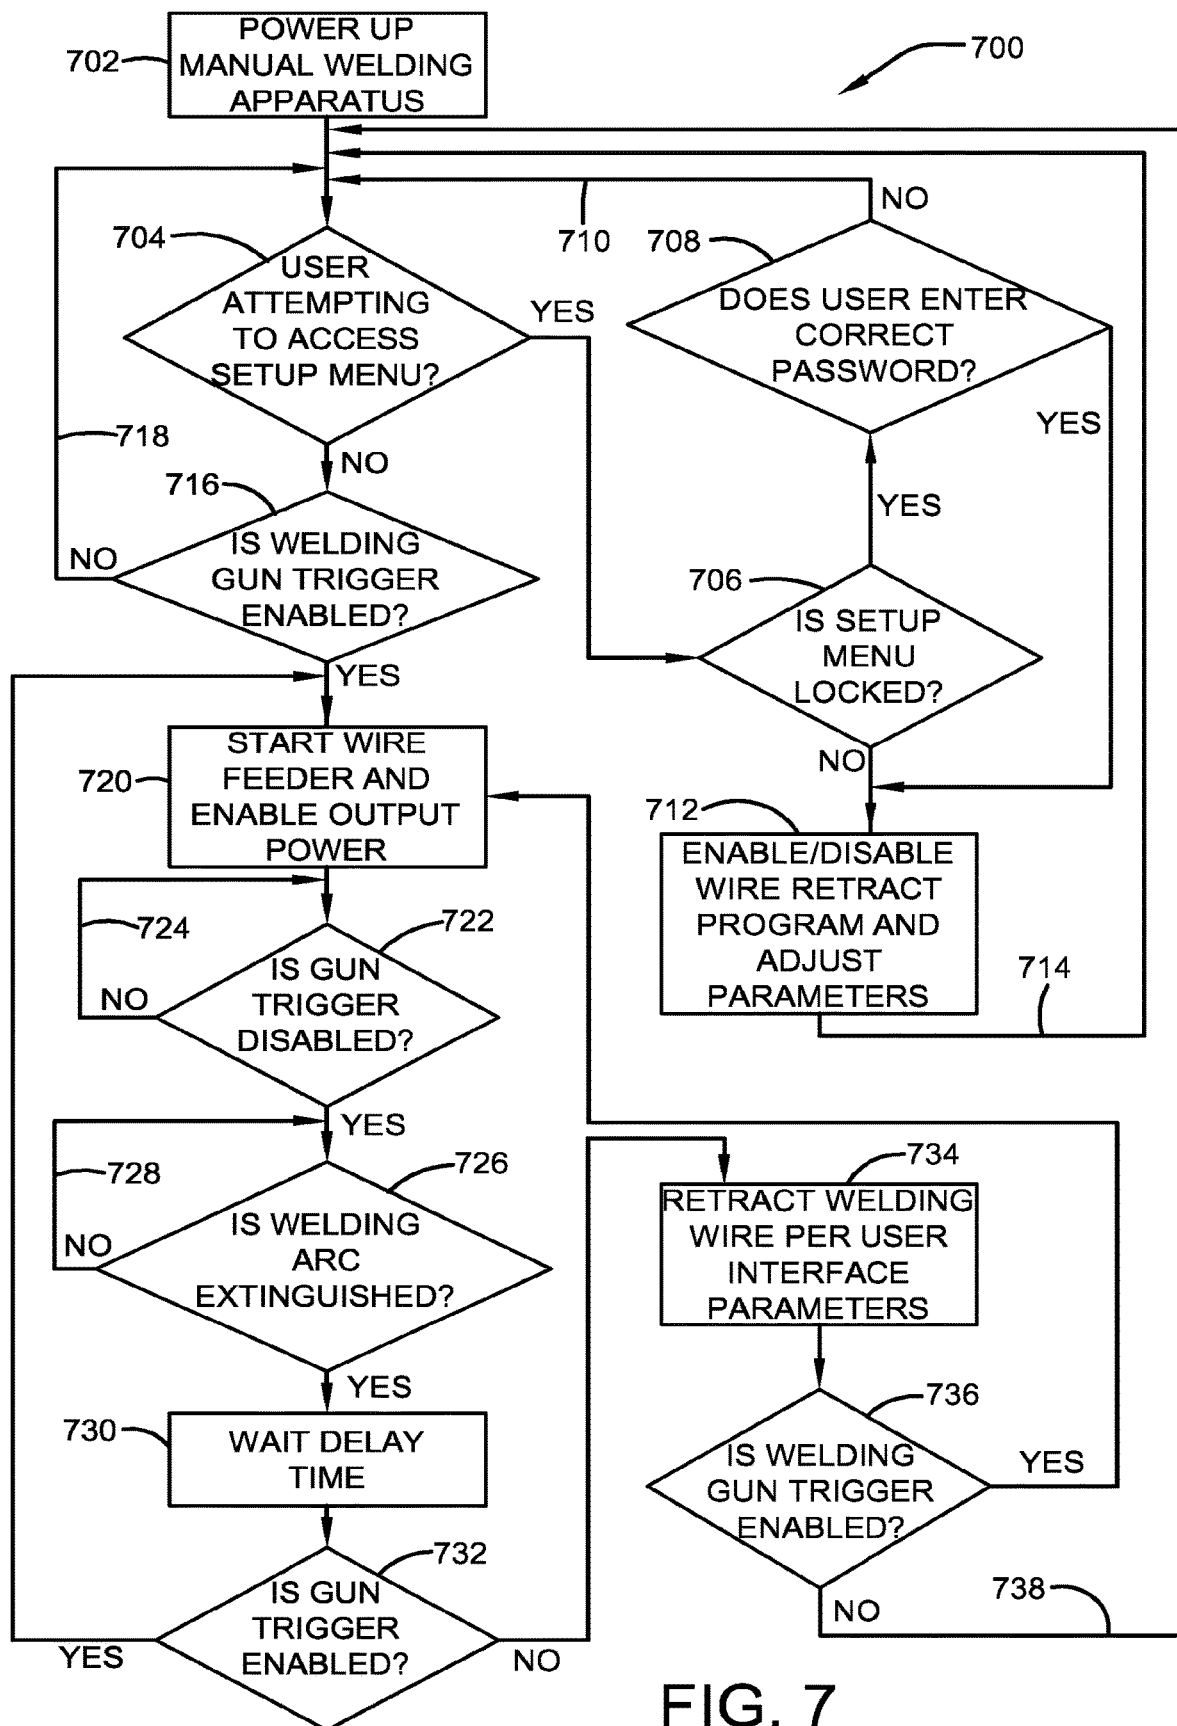 POWER UP
MANUAL WELDING
APPARATUS
702
700
704
USER
ATTEMPTING
TO ACCESS
SETUP MENU?
YES
NO
710
708
NO
DOES USER ENTER
CORRECT
PASSWORD?
YES
718
716
IS WELDING
GUN TRIGGER
ENABLED?
NO
YES
YES
706
IS SETUP
MENU
LOCKED?
NO
720
START WIRE
FEEDER AND
ENABLE OUTPUT
POWER
712
ENABLE/DISABLE
WIRE RETRACT
PROGRAM AND
ADJUST
PARAMETERS
714
724
722
IS GUN
TRIGGER
DISABLED?
NO
YES
728
726
IS WELDING
ARC
EXTINGUISHED?
NO
YES
734
RETRACT WELDING
WIRE PER USER
INTERFACE
PARAMETERS
730
WAIT DELAY
TIME
736
IS WELDING
GUN TRIGGER
ENABLED?
YES
NO
738
732
IS GUN
TRIGGER
ENABLED?
YES
NO
FIG. 7